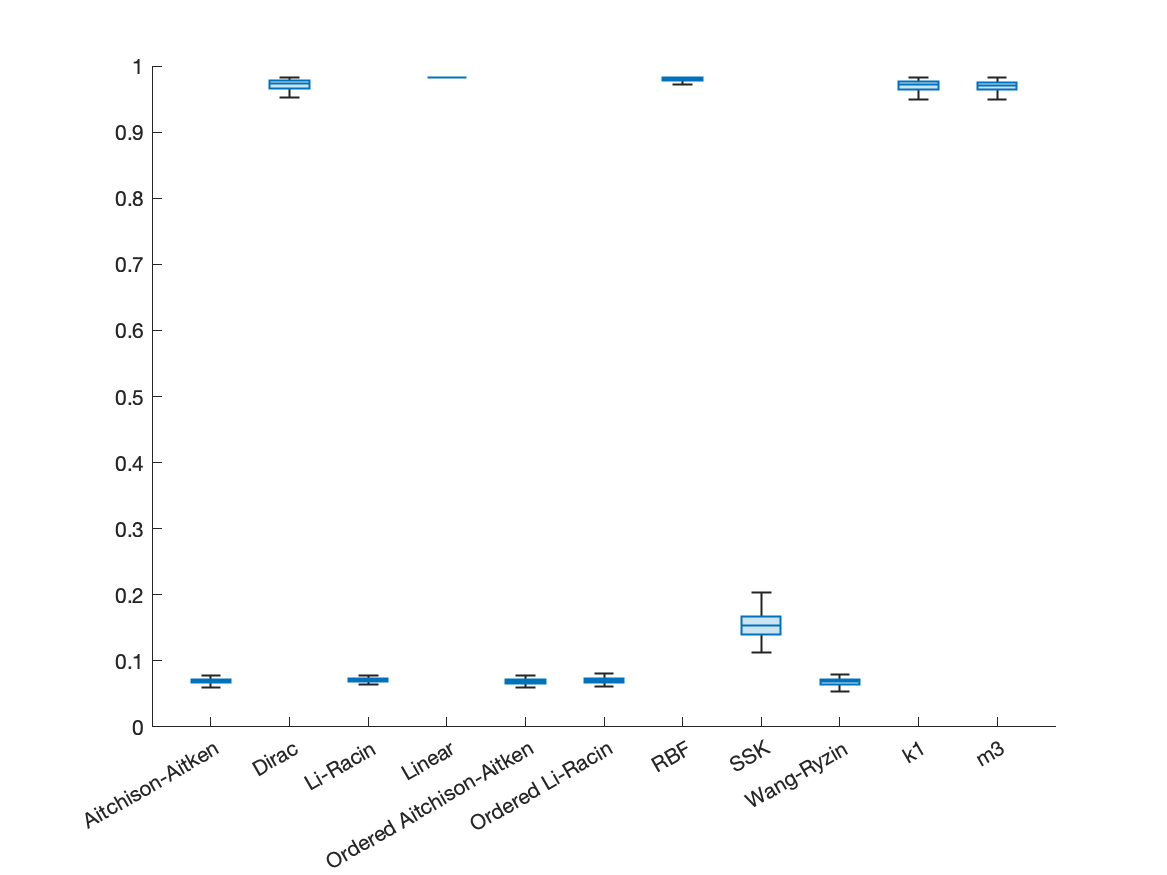 1
0.9
0.8
0.7
0.6
0.5
0.4
0.3
0.2
0.1
0
Aitchison-Aitken
Dirac
Li-Racin
Linear
Ordered Aitchison-Aitken
Ordered Li-Racin
RBF
SSK
Wang-Ryzin
k1
m3